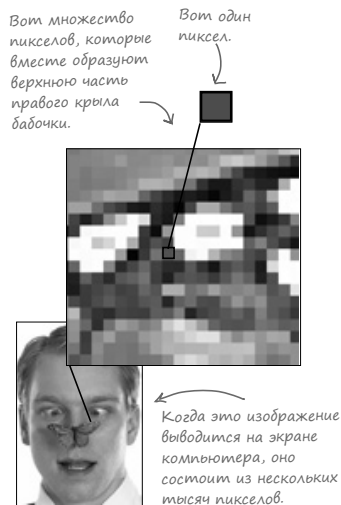 Вот множество
пикселов, которые
вместе образуют
верхнюю часть
правого крыла
бабочки.
Вот один
пиксел.
Когда это изображение
выводится на экране
компьютера, оно
состоит из нескольких
тысяч пикселов.